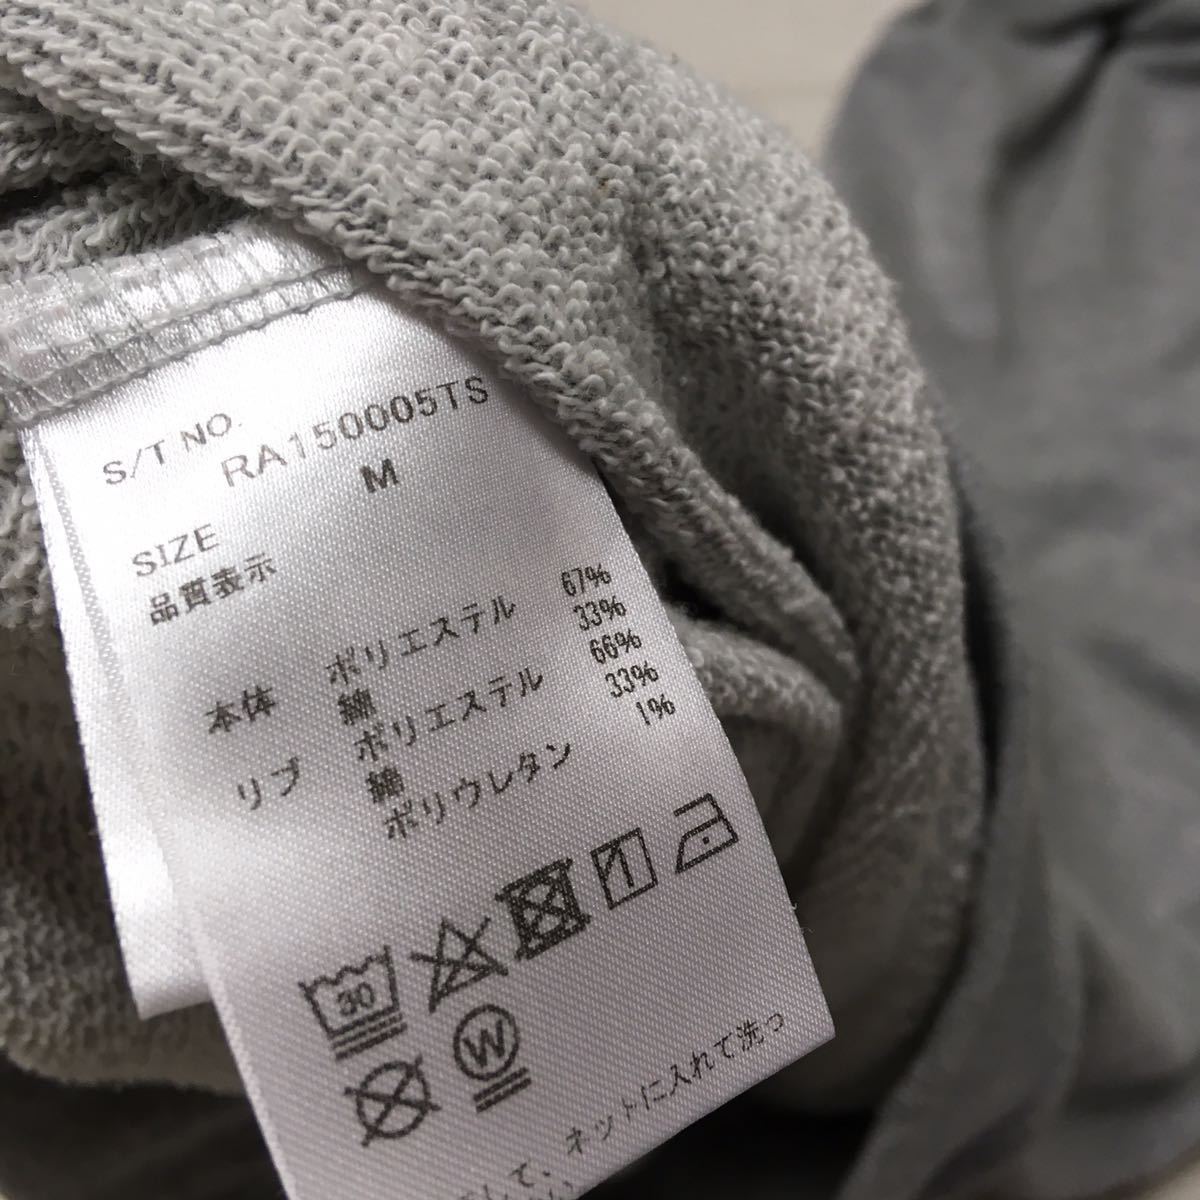 S/T NO.
RA150005TS
SIZE M
品質表示
本体 ポリエステル 67%
綿 33%
リブ ポリエステル 66%
綿 33%
ポリウレタン 1%
30
W
して、ネットに入れて洗っ